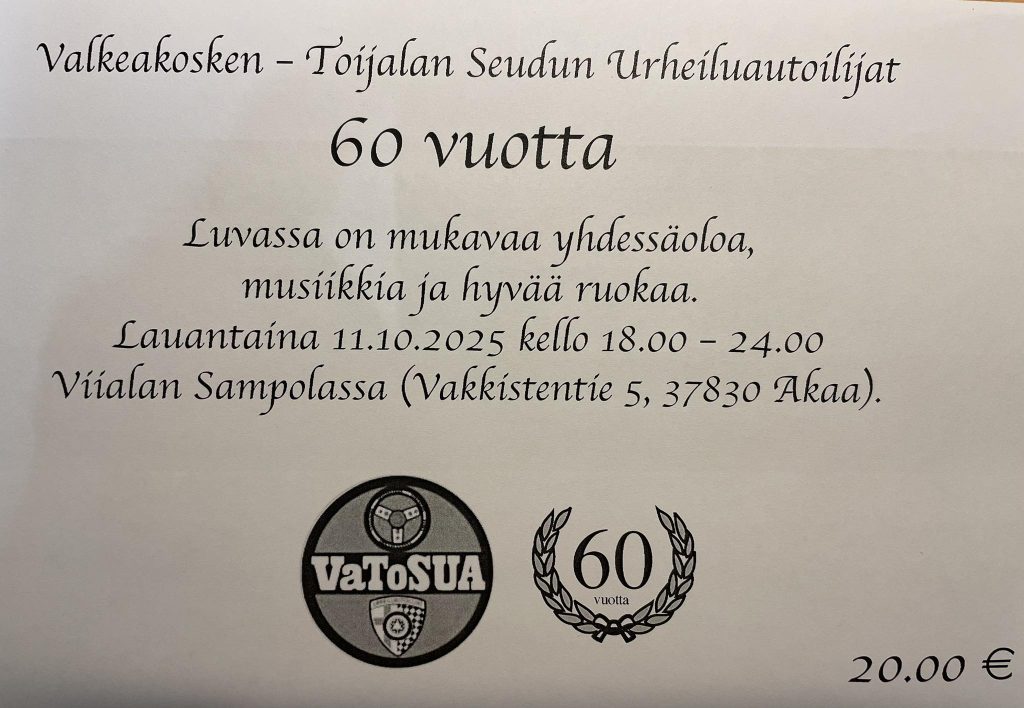 Valkeakosken – Toijalan Seudun Urheiluautoilijat
60 vuotta
Luvassa on mukavaa yhdessäoloa,
musiikkia ja hyvää ruokaa.
Lauantaina 11.10.2025 kello 18.00 – 24.00
Viialan Sampolassa (Vakkistentie 5, 37830 Akaa).
VaToSUA
60
vuotta
20.00 €